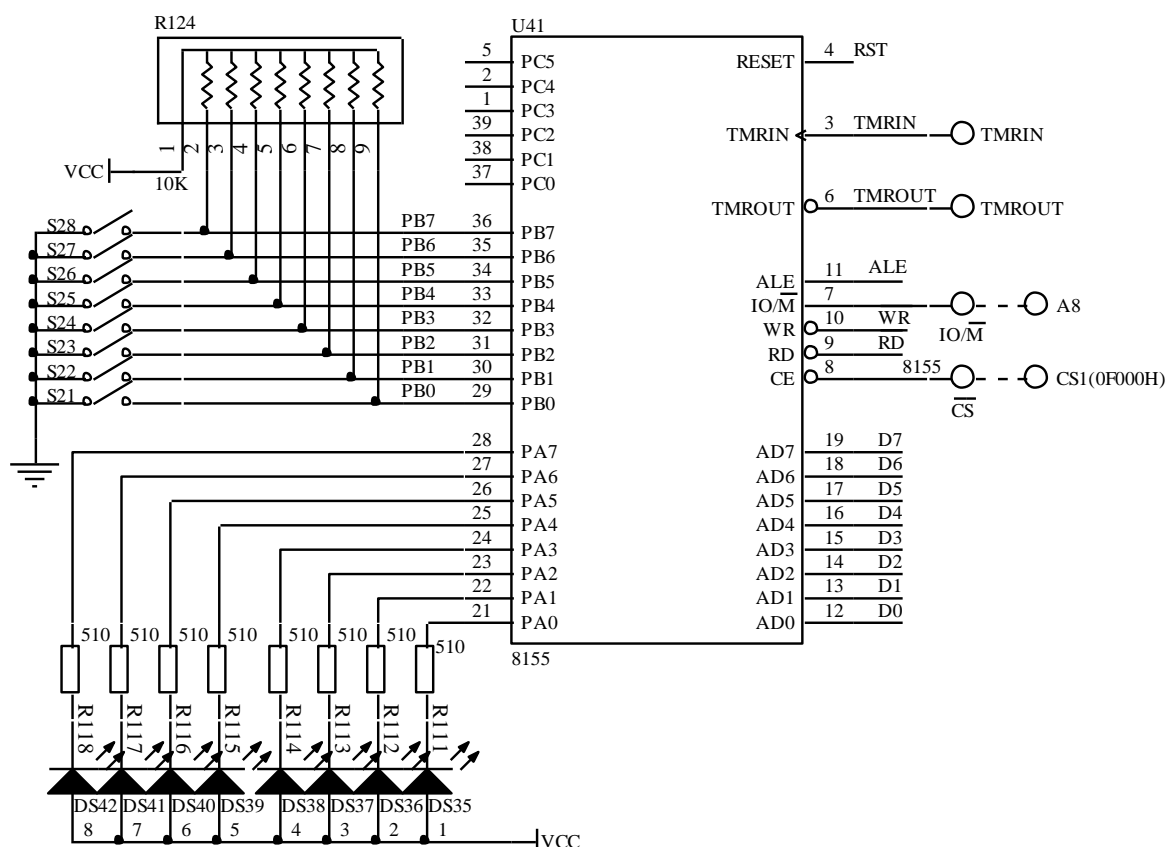 R124
U41
5 PC5
2 PC4
1 PC3
39 PC2
38 PC1
37 PC0
RESET 4 RST
TMRIN 3 TMRIN TMRIN
TMROUT 6 TMROUT TMROUT
1 2 3 4 5 6 7 8 9
VCC 10K
S28 PB7 36 PB7
S27 PB6 35 PB6
S26 PB5 34 PB5
S25 PB4 33 PB4
S24 PB3 32 PB3
S23 PB2 31 PB2
S22 PB1 30 PB1
S21 PB0 29 PB0
ALE 11 ALE
IO/M̅ 7 IO/M̅ A8
WR 10 W̅R̅
RD 9 R̅D̅
CE 8 8155 C̅S̅ CS1(0F000H)
28 PA7
27 PA6
26 PA5
25 PA4
24 PA3
23 PA2
22 PA1
21 PA0
AD7 19 D7
AD6 18 D6
AD5 17 D5
AD4 16 D4
AD3 15 D3
AD2 14 D2
AD1 13 D1
AD0 12 D0
8155
510 510 510 510 510 510 510 510
R118 R117 R116 R115 R114 R113 R112 R111
DS42 DS41 DS40 DS39 DS38 DS37 DS36 DS35
8 7 6 5 4 3 2 1
VCC